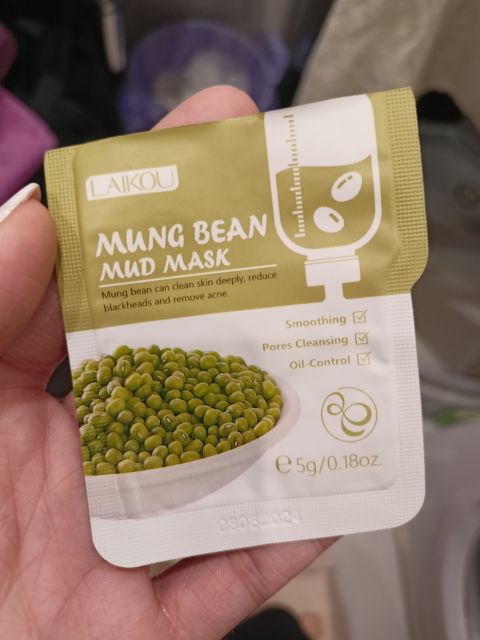 LAIKOU
MUNG BEAN
MUD MASK
Mung bean can clean skin deeply, reduce
blackheads and remove acne.
Smoothing
Pores Cleansing
Oil-Control
℮ 5g/0.18oz.
08082024